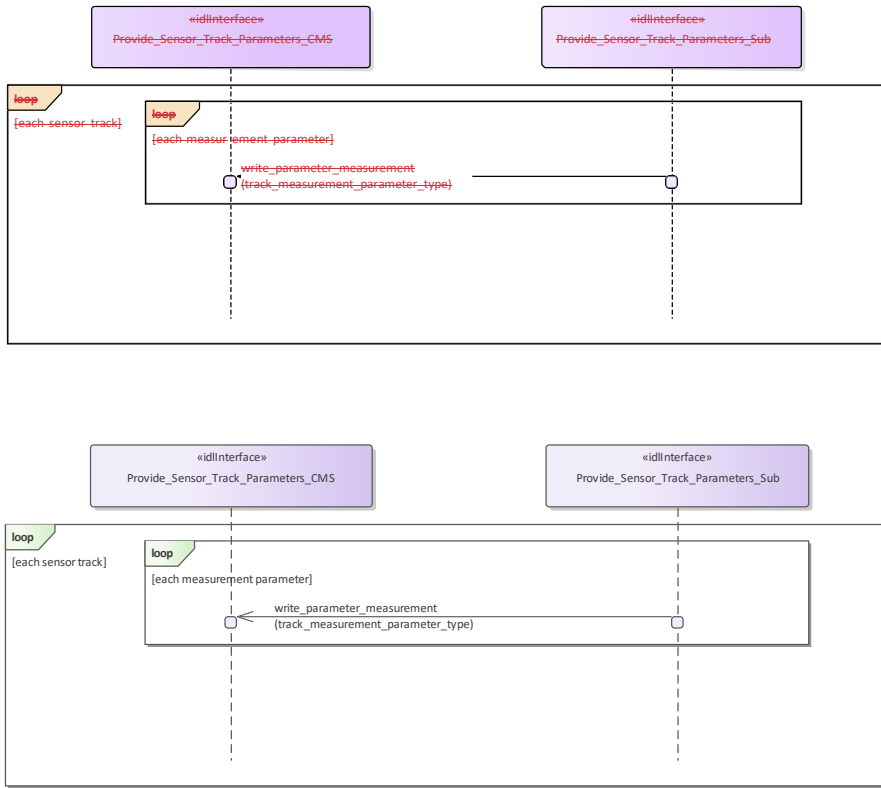 «idlInterface»
Provide_Sensor_Track_Parameters_CMS
«idlInterface»
Provide_Sensor_Track_Parameters_Sub
loop
[each sensor track]
loop
[each measurement parameter]
write_parameter_measurement
(track_measurement_parameter_type)
«idlInterface»
Provide_Sensor_Track_Parameters_CMS
«idlInterface»
Provide_Sensor_Track_Parameters_Sub
loop
[each sensor track]
loop
[each measurement parameter]
write_parameter_measurement
(track_measurement_parameter_type)